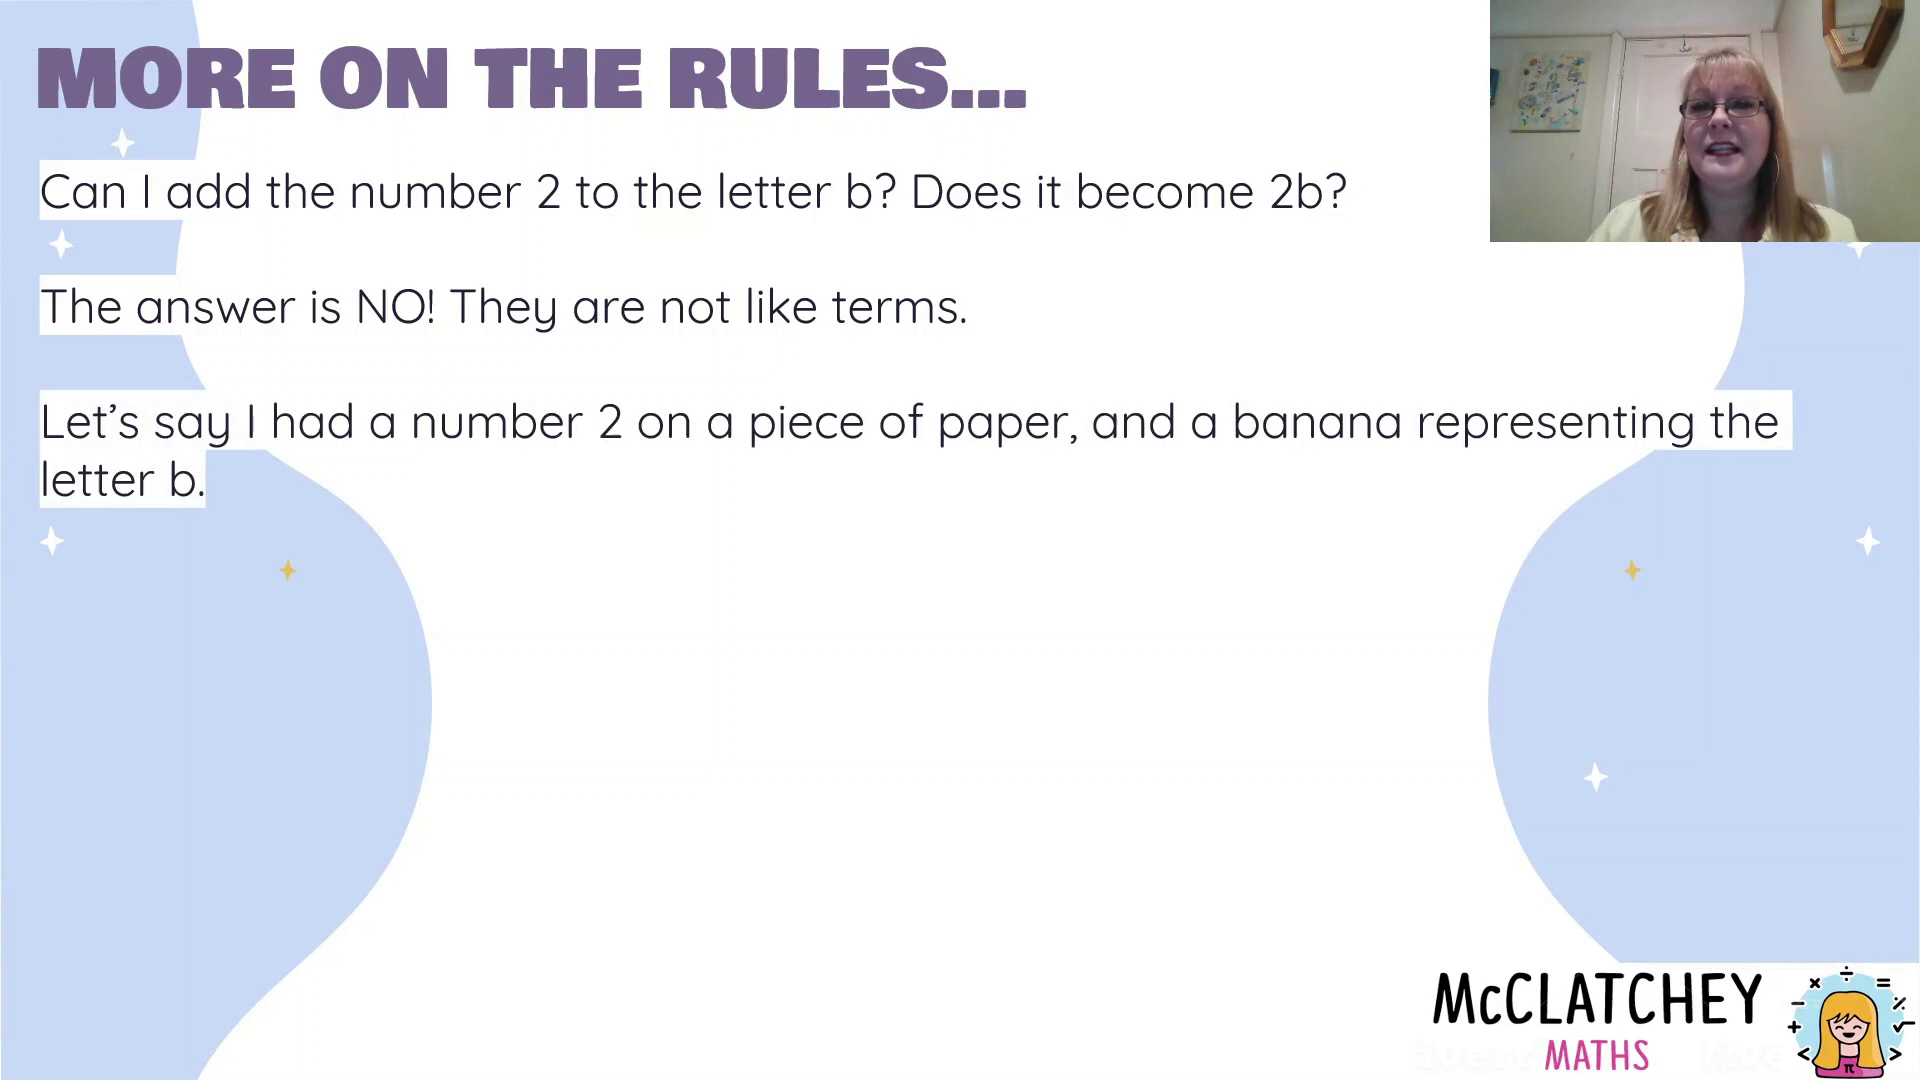 MORE ON THE RULES...
Can I add the number 2 to the letter b? Does it become 2b?
The answer is NO! They are not like terms.
Let’s say I had a number 2 on a piece of paper, and a banana representing the
letter b.
McCLATCHEY
MATHS